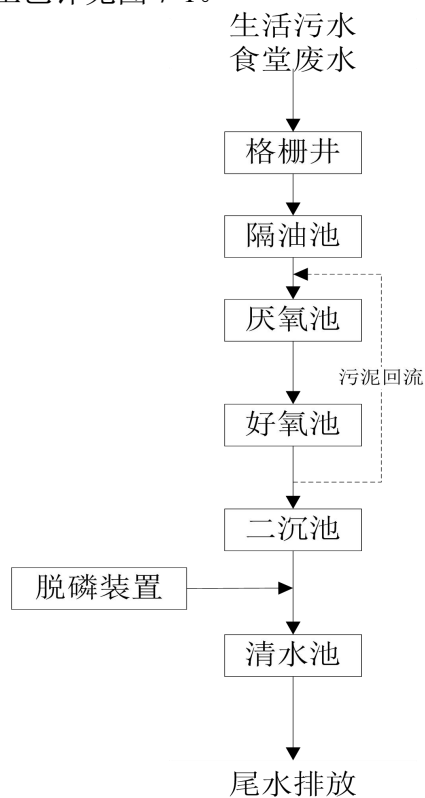 生活污水
食堂废水
格栅井
隔油池
厌氧池
污泥回流
好氧池
二沉池
脱磷装置
清水池
尾水排放